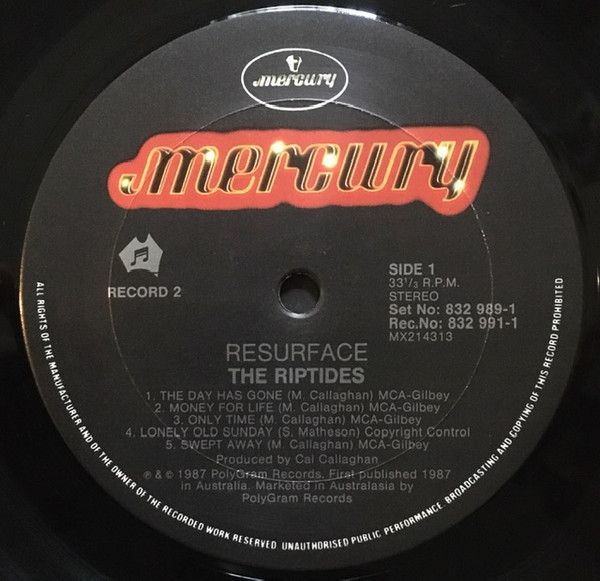 mercury
mercury
RECORD 2
SIDE 1
33 1/3 R.P.M.
STEREO
Set No: 832 989-1
Rec.No: 832 991-1
MX214313
RESURFACE
THE RIPTIDES
1. THE DAY HAS GONE (M. Callaghan) MCA-Gilbey
2. MONEY FOR LIFE (M. Callaghan) MCA-Gilbey
3. ONLY TIME (M. Callaghan) MCA-Gilbey
4. LONELY OLD SUNDAY (S. Matheson) Copyright Control
5. SWEPT AWAY (M. Callaghan) MCA-Gilbey
Produced by Cal Callaghan
℗ & © 1987 PolyGram Records. First published 1987
in Australia. Marketed in Australasia by
PolyGram Records
ALL RIGHTS OF THE MANUFACTURER AND OF THE OWNER OF THE RECORDED WORK RESERVED UNAUTHORISED PUBLIC PERFORMANCE, BROADCASTING AND COPYING OF THIS RECORD PROHIBITED